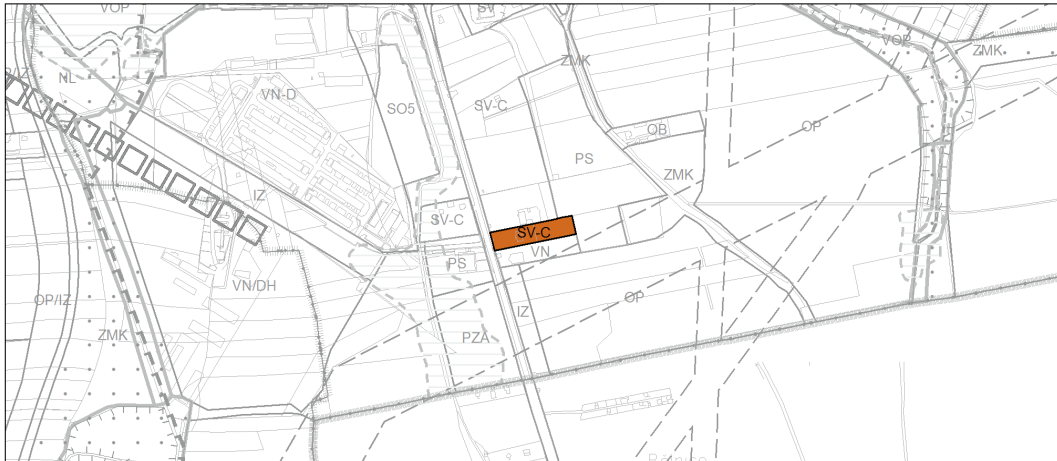 VOP
SV
VOP
ZMK
ZMK
NL
VN-D
SO5
SV-C
OB
OP
PS
ZMK
IZ
SV-C
SV-C
VN
PS
VN/DH
OP/IZ
OP
IZ
ZMK
PZA